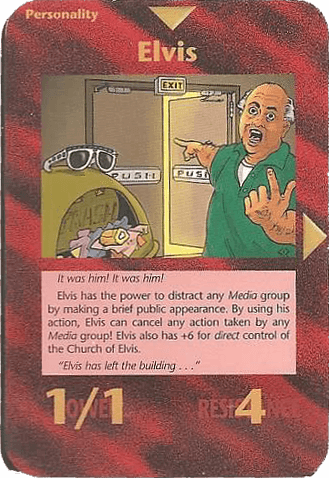 Personality
Elvis
EXIT
PUSH
PUSH
It was him! It was him!
Elvis has the power to distract any Media group
by making a brief public appearance. By using his
action, Elvis can cancel any action taken by any
Media group! Elvis also has +6 for direct control of
the Church of Elvis.
"Elvis has left the building . . ."
POWER
1/1
RESISTANCE
4